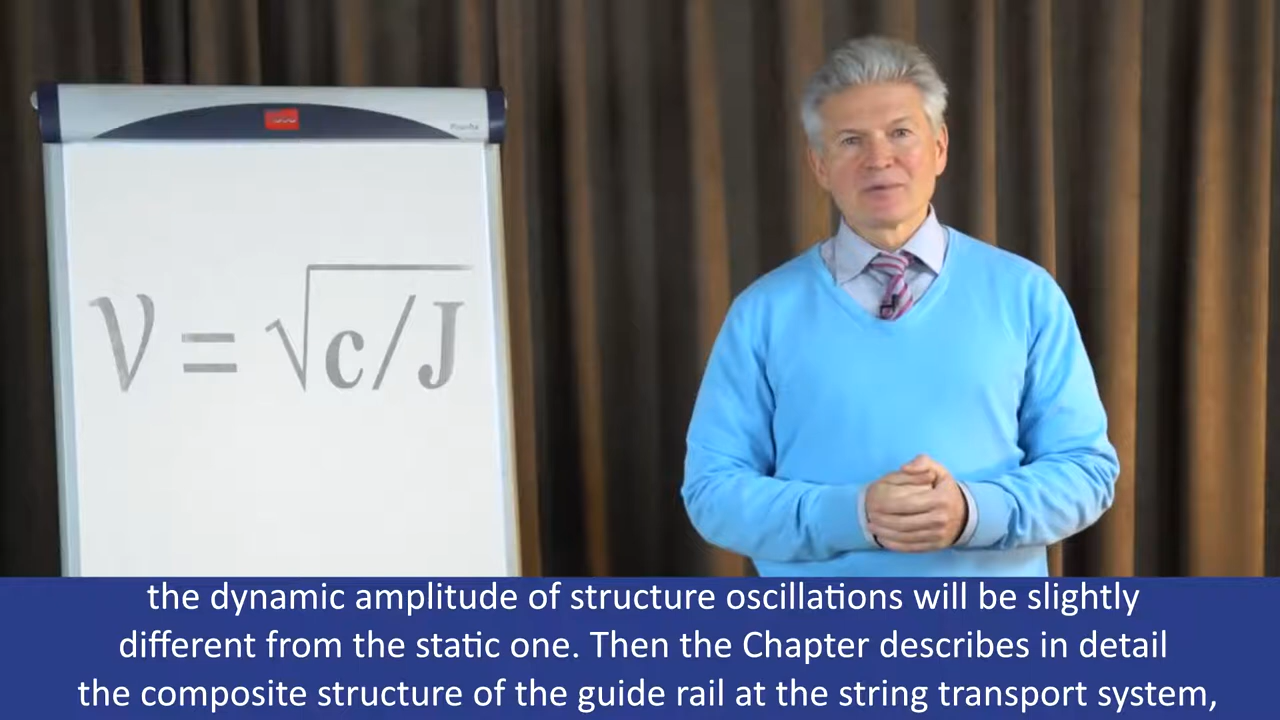 V = √c/J
the dynamic amplitude of structure oscillations will be slightly
different from the static one. Then the Chapter describes in detail
the composite structure of the guide rail at the string transport system,